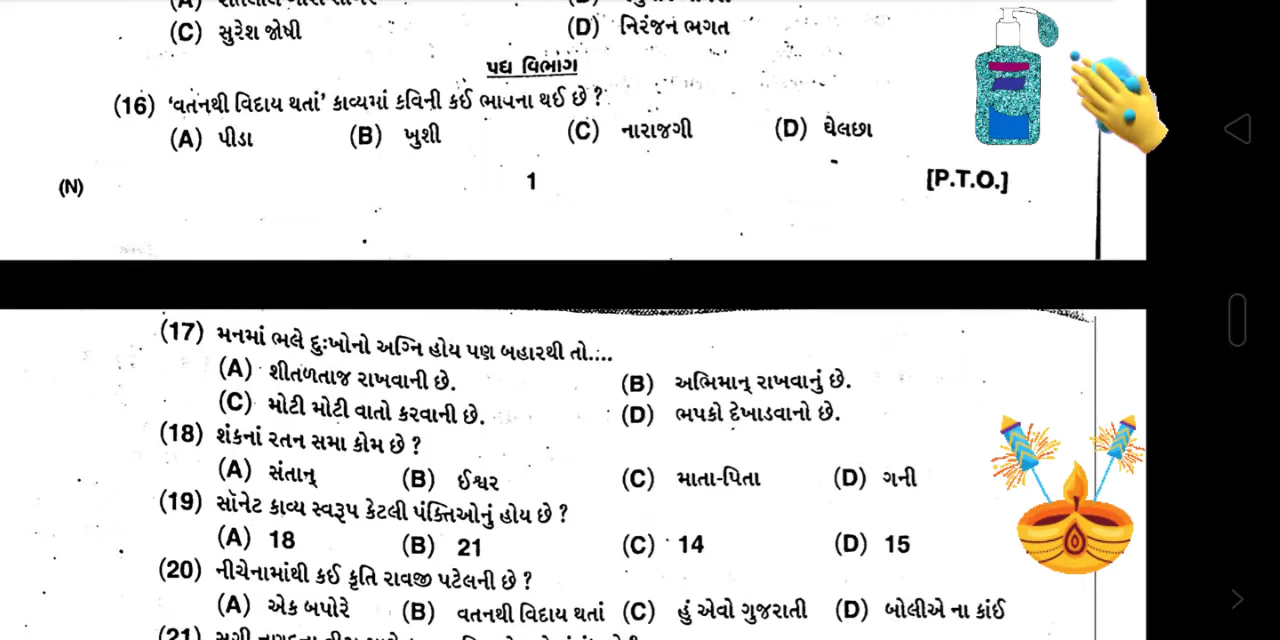 (C) સુરેશ જોષી (D) નિરંજન ભગત
પદ્ય વિભાગ
(16) 'વતનથી વિદાય થતાં' કાવ્યમાં કવિની કઈ ભાવના થઈ છે ?
(A) પીડા (B) ખુશી (C) નારાજગી (D) ઘેલછા
(N) 1 [P.T.O.]
(17) મનમાં ભલે દુઃખોનો અગ્નિ હોય પણ બહારથી તો....
(A) શીતળતાજ રાખવાની છે. (B) અભિમાન્ રાખવાનું છે.
(C) મોટી મોટી વાતો કરવાની છે. (D) ભપકો દેખાડવાનો છે.
(18) શંકનાં રતન સમા કોમ છે ?
(A) સંતાન્ (B) ઈશ્વર (C) માતા-પિતા (D) ગની
(19) સૉનેટ કાવ્ય સ્વરૂપ કેટલી પંક્તિઓનું હોય છે ?
(A) 18 (B) 21 (C) 14 (D) 15
(20) નીચેનામાંથી કઈ કૃતિ રાવજી પટેલની છે ?
(A) એક બપોરે (B) વતનથી વિદાય થતાં (C) હું એવો ગુજરાતી (D) બોલીએ ના કાંઈ
(21)